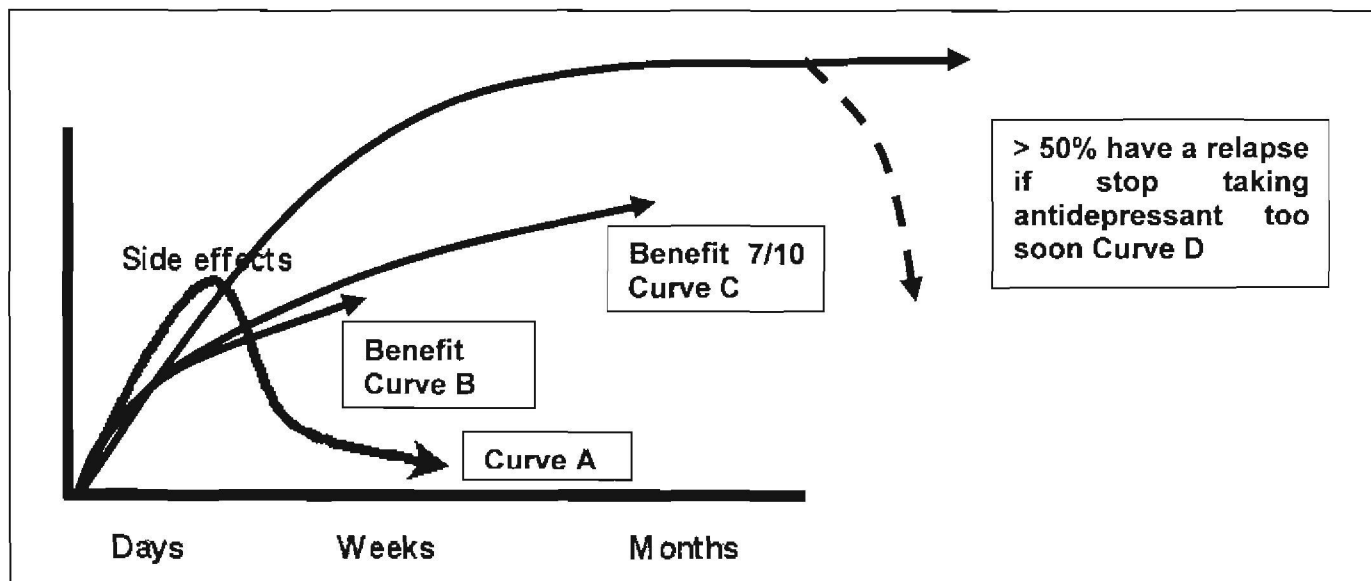 > 50% have a relapse
if stop taking
antidepressant too
soon Curve D
Side effects
Benefit 7/10
Curve C
Benefit
Curve B
Curve A
Days Weeks Months